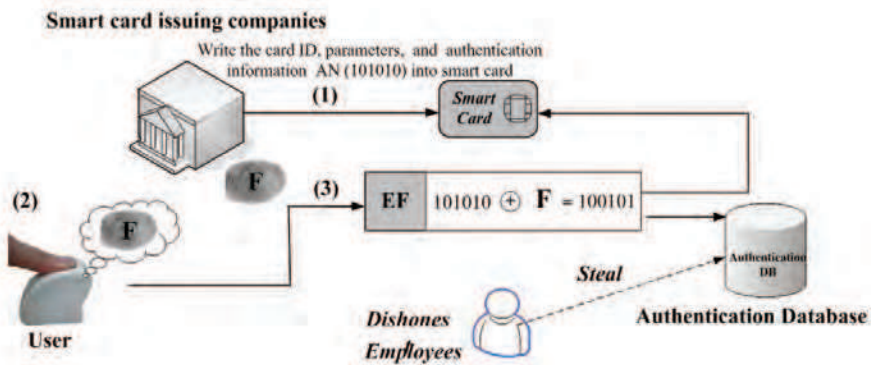 Smart card issuing companies
Write the card ID, parameters, and authentication
information AN (101010) into smart card
(1)
Smart
Card
F
(2)
(3)
F
EF 101010 ⊕ F = 100101
Authentication
DB
Steal
Dishones
Employees
Authentication Database
User